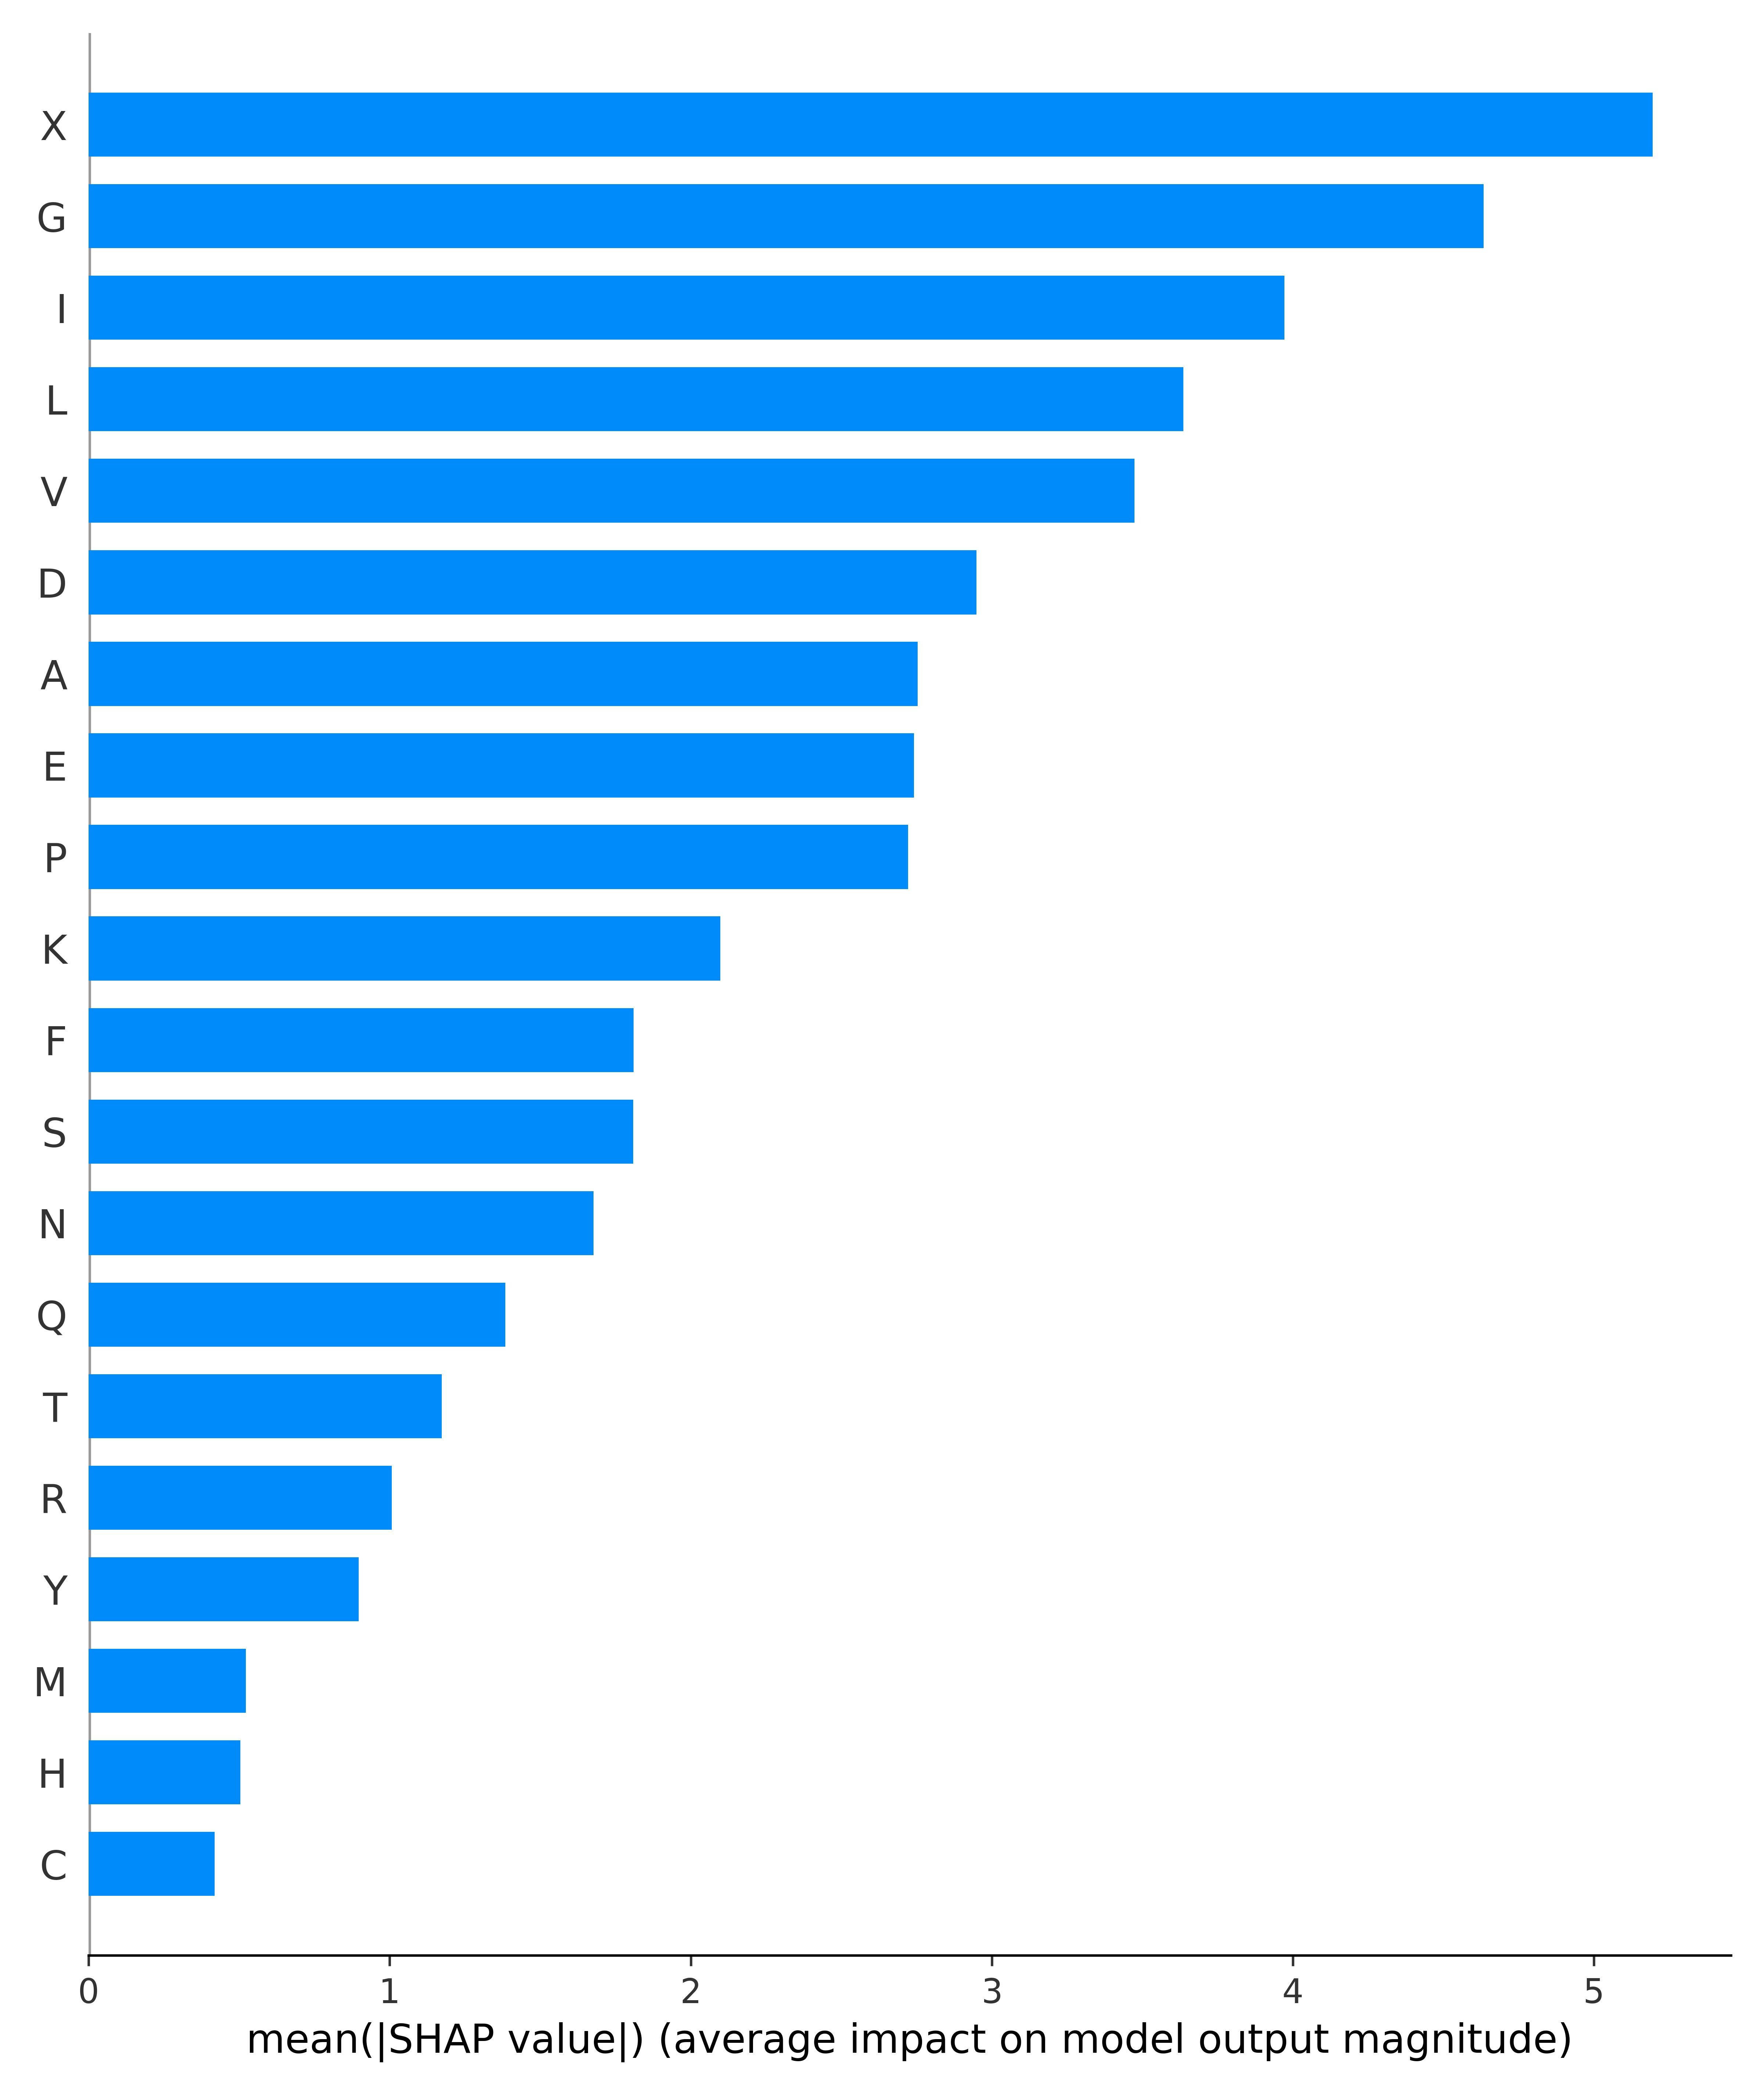 X
G
I
L
V
D
A
E
P
K
F
S
N
Q
T
R
Y
M
H
C
0 1 2 3 4 5
mean(|SHAP value|) (average impact on model output magnitude)